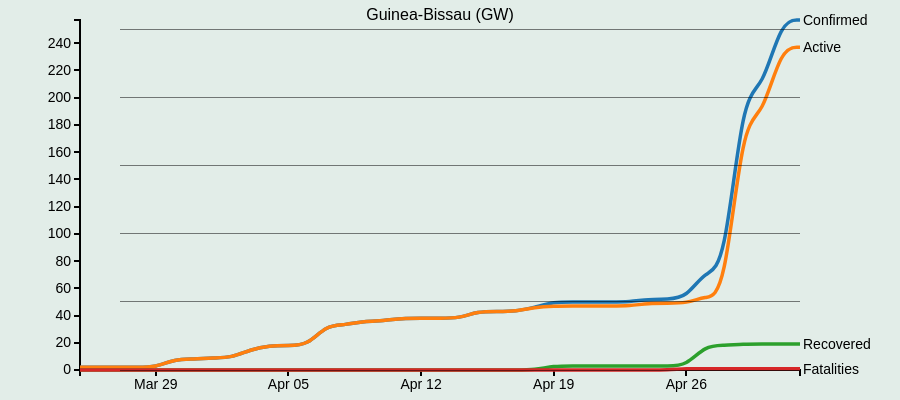 Guinea-Bissau (GW)
Confirmed
Active
240
220
200
180
160
140
120
100
80
60
40
20
0
Recovered
Fatalities
Mar 29 Apr 05 Apr 12 Apr 19 Apr 26